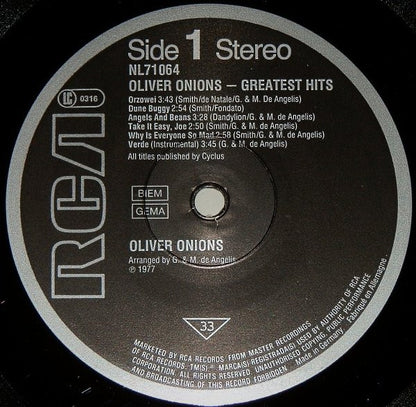 Side 1 Stereo
NL71064
OLIVER ONIONS – GREATEST HITS
Orzowei 3:43 (Smith/de Natale/G. & M. De Angelis)
Dune Buggy 2:54 (Smith/Fondato)
Angels And Beans 3:28 (Dandylion/G. & M. De Angelis)
Take It Easy, Joe 2:50 (Smith/G. & M. De Angelis)
Why Is Everyone So Mad 2:58 (Smith/G. & M. De Angelis)
Verde (Instrumental) 3:45 (G. & M. De Angelis)
All titles published by Cyclus
LC 0316
RCA
BIEM
GEMA
OLIVER ONIONS
Arranged by G. & M. de Angelis
℗ 1977
33
MARKETED BY RCA RECORDS FROM MASTER RECORDINGS
OF RCA RECORDS. TM(S) ® MARCA(S) REGISTRADA(S) USED BY AUTHORITY OF RCA
CORPORATION. ALL RIGHTS RESERVED. UNAUTHORISED COPYING, PUBLIC PERFORMANCE
AND BROADCASTING OF THIS RECORD FORBIDDEN
Made in Germany · Fabriqué en Allemagne ·